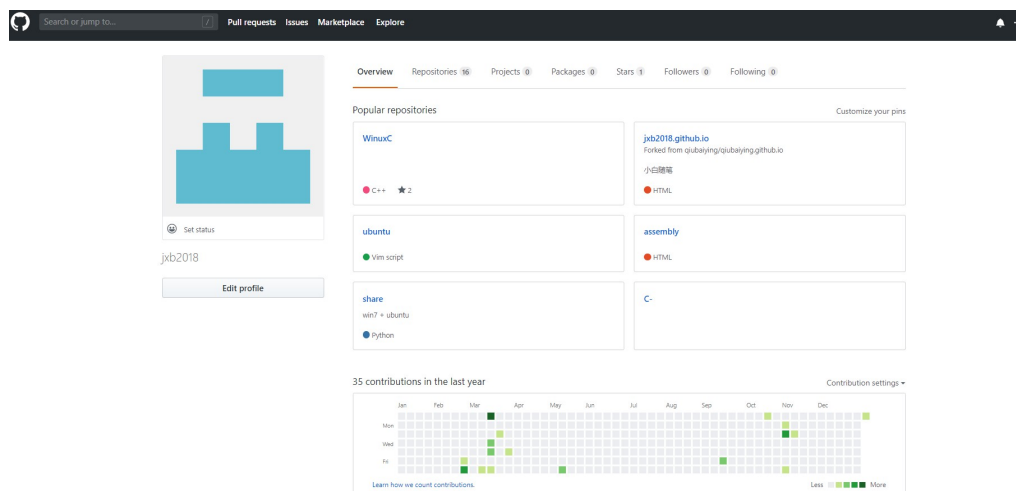 Search or jump to... /
Pull requests Issues Marketplace Explore
Overview Repositories 16 Projects 0 Packages 0 Stars 1 Followers 0 Following 0
Set status
jxb2018
Edit profile
Popular repositories Customize your pins
WinuxC
C++ 2
jxb2018.github.io
Forked from qiubaiying/qiubaiying.github.io
小白随笔
HTML
ubuntu
Vim script
assembly
HTML
share
win7 + ubuntu
Python
C-
35 contributions in the last year Contribution settings
Jan Feb Mar Apr May Jun Jul Aug Sep Oct Nov Dec
Mon
Wed
Fri
Learn how we count contributions. Less More